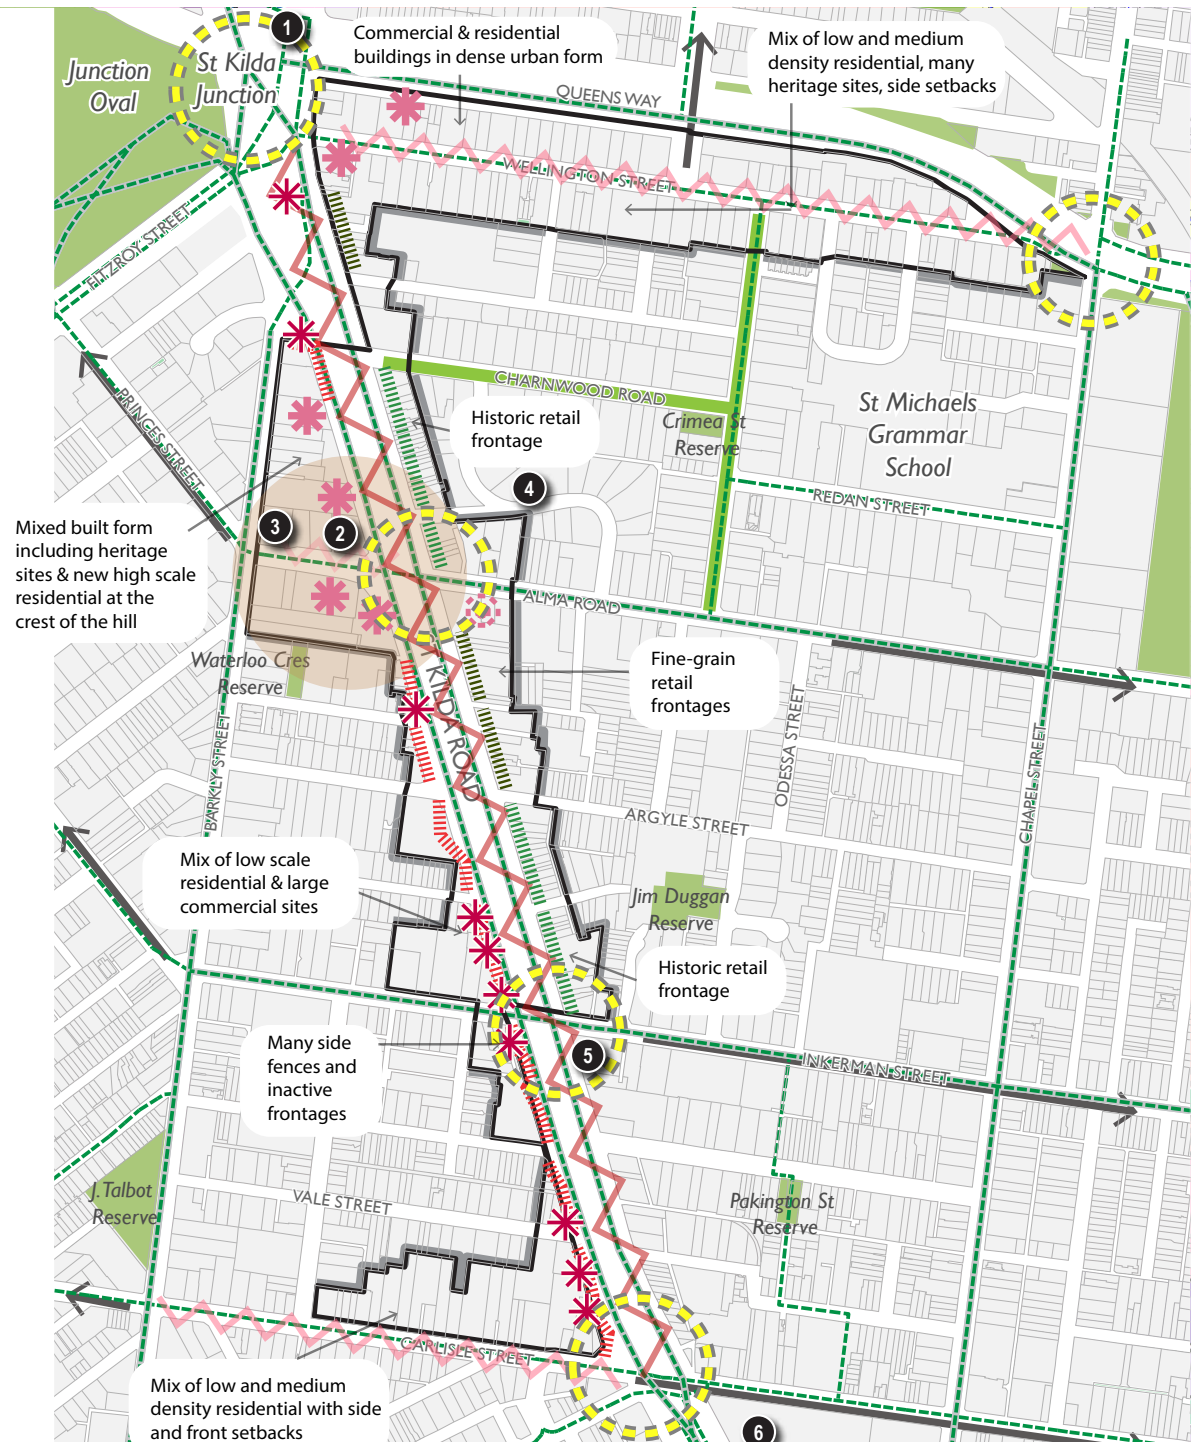 1
Commercial & residential
buildings in dense urban form
Mix of low and medium
density residential, many
heritage sites, side setbacks
Junction
Oval
St Kilda
Junction
QUEENS WAY
WELLINGTON STREET
FITZROY STREET
PRINCES STREET
CHARNWOOD ROAD
Historic retail
frontage
Crimea St
Reserve
St Michaels
Grammar
School
4
REDAN STREET
Mixed built form
including heritage
sites & new high scale
residential at the
crest of the hill
3
2
ALMA ROAD
Waterloo Cres
Reserve
Fine-grain
retail
frontages
KILDA ROAD
ODESSA STREET
CHAPEL STREET
BARKLY STREET
ARGYLE STREET
Mix of low scale
residential & large
commercial sites
Jim Duggan
Reserve
Historic retail
frontage
Many side
fences and
inactive
frontages
5
INKERMAN STREET
J.Talbot
Reserve
VALE STREET
Pakington St
Reserve
CARLISLE STREET
Mix of low and medium
density residential with side
and front setbacks
6